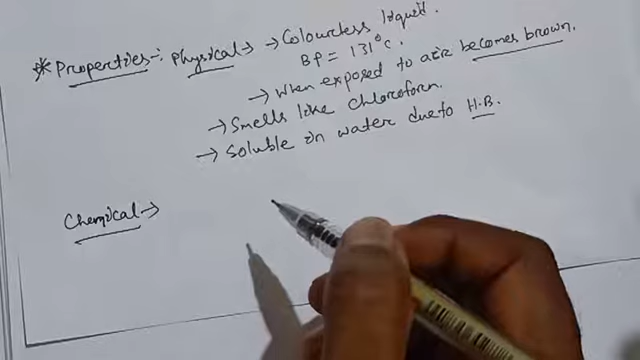 * Properties -: Physical → → Colourless liquid.
BP = 131°C.
→ When exposed to air becomes brown.
→ Smells like chloroform.
→ Soluble in water due to H.B.
Chemical →